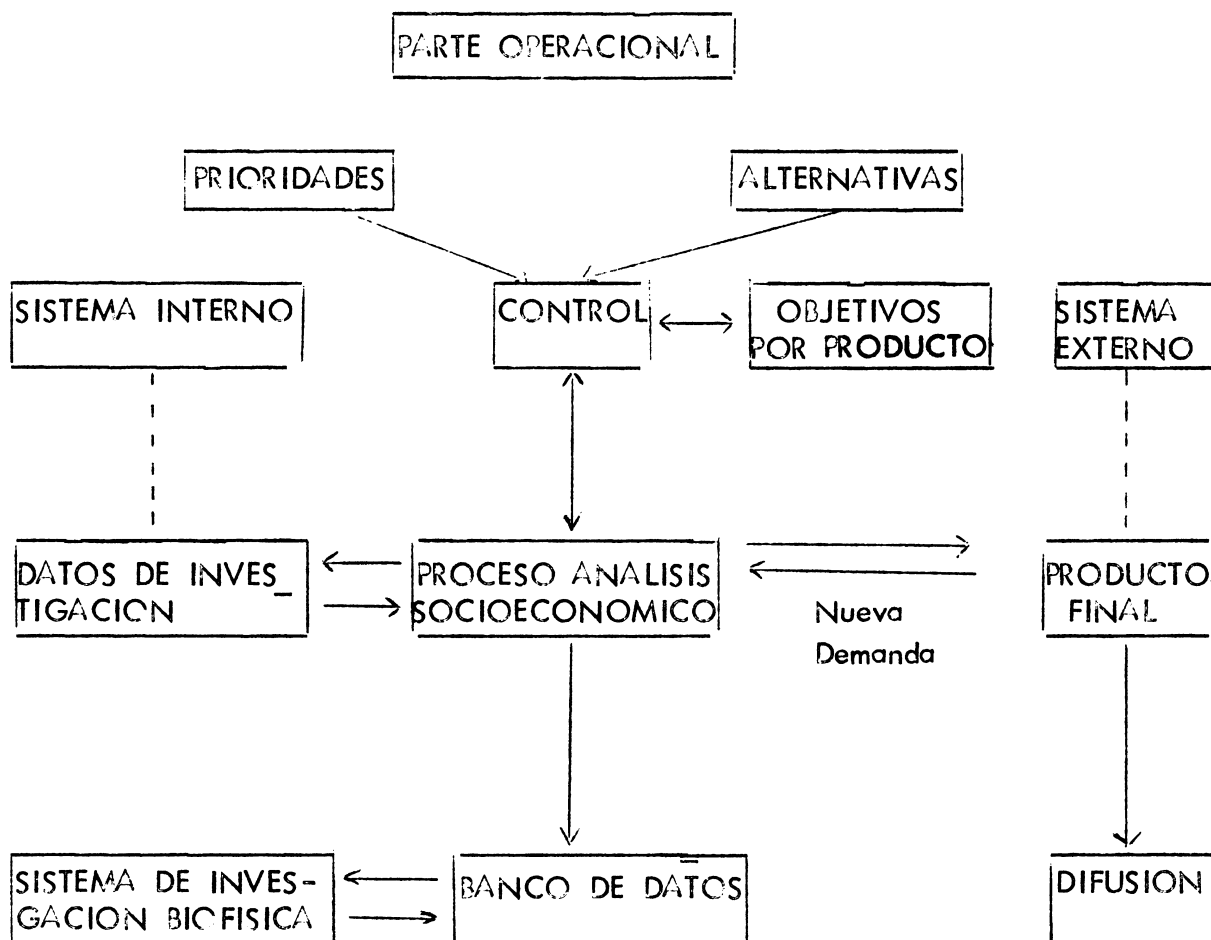 PARTE OPERACIONAL
PRIORIDADES
ALTERNATIVAS
SISTEMA INTERNO
CONTROL
OBJETIVOS
POR PRODUCTO
SISTEMA
EXTERNO
DATOS DE INVES_
TIGACION
PROCESO ANALISIS
SOCIOECONOMICO
Nueva
Demanda
PRODUCTO
FINAL
SISTEMA DE INVES-
GACION BIOFISICA
BANCO DE DATOS
DIFUSION